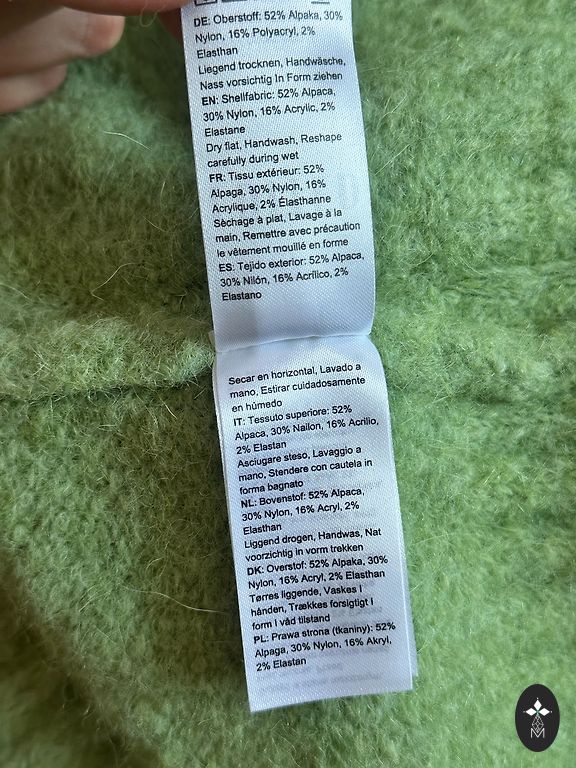 DE: Oberstoff: 52% Alpaka, 30%
Nylon, 16% Polyacryl, 2%
Elasthan
Liegend trocknen, Handwäsche,
Nass vorsichtig In Form ziehen
EN: Shellfabric: 52% Alpaca,
30% Nylon, 16% Acrylic, 2%
Elastane
Dry flat, Handwash, Reshape
carefully during wet
FR: Tissu extérieur: 52%
Alpaga, 30% Nylon, 16%
Acrylique, 2% Élasthanne
Sèchage à plat, Lavage à la
main, Remettre avec précaution
le vêtement mouillé en forme
ES: Tejido exterior: 52% Alpaca,
30% Nilón, 16% Acrílico, 2%
Elastano
Secar en horizontal, Lavado a
mano, Estirar cuidadosamente
en húmedo
IT: Tessuto superiore: 52%
Alpaca, 30% Nailon, 16% Acrilio,
2% Elastan
Asciugare steso, Lavaggio a
mano, Stendere con cautela in
forma bagnato
NL: Bovenstof: 52% Alpaca,
30% Nylon, 16% Acryl, 2%
Elasthan
Liggend drogen, Handwas, Nat
voorzichtig in vorm trekken
DK: Overstof: 52% Alpaka, 30%
Nylon, 16% Acryl, 2% Elasthan
Tørres liggende, Vaskes I
hånden, Trækkes forsigtigt I
form I våd tilstand
PL: Prawa strona (tkaniny): 52%
Alpaga, 30% Nylon, 16% Akryl,
2% Elastan
M